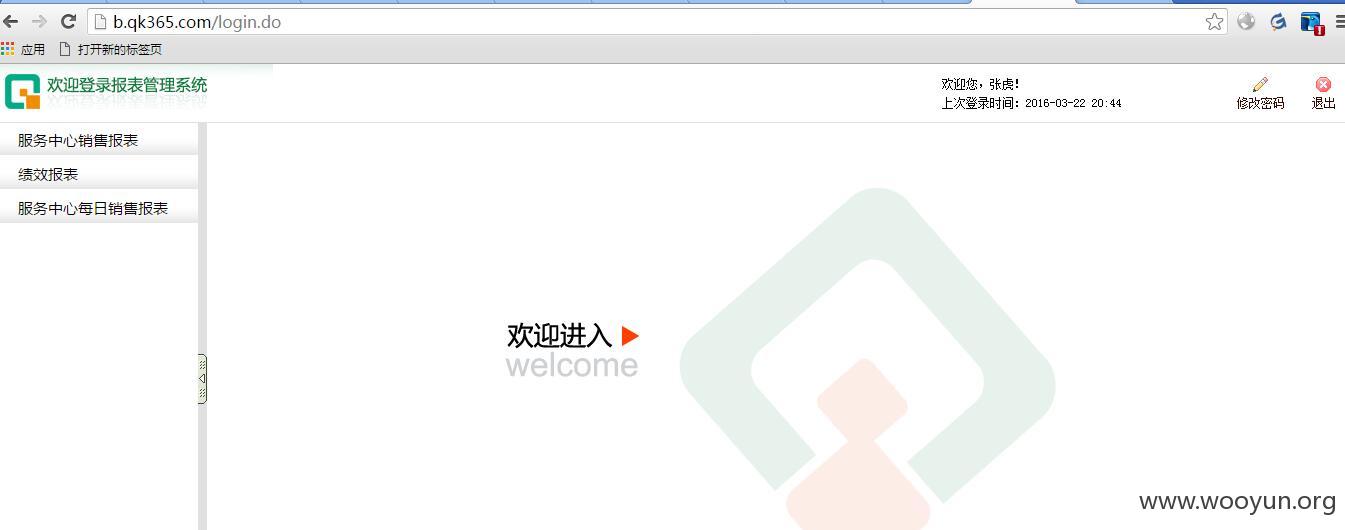 b.qk365.com/login.do
应用 打开新的标签页
欢迎登录报表管理系统
欢迎您，张虎！
上次登录时间：2016-03-22 20:44
修改密码 退出
服务中心销售报表
绩效报表
服务中心每日销售报表
欢迎进入
welcome
www.wooyun.org